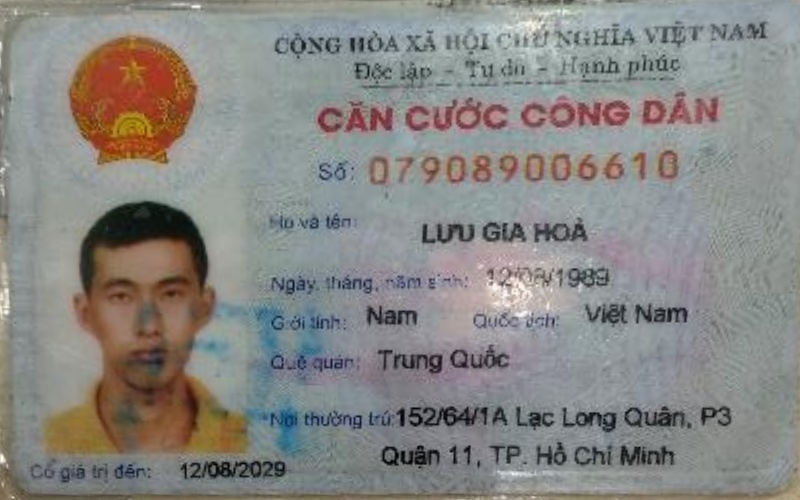 CỘNG HÒA XÃ HỘI CHỦ NGHĨA VIỆT NAM
Độc lập - Tự do - Hạnh phúc
CĂN CƯỚC CÔNG DÂN
Số: 079089006610
Họ và tên:
LƯU GIA HOÀ
Ngày, tháng, năm sinh: 12/08/1989
Giới tính: Nam Quốc tịch: Việt Nam
Quê quán: Trung Quốc
Nơi thường trú: 152/64/1A Lạc Long Quân, P3
Quận 11, TP. Hồ Chí Minh
Có giá trị đến: 12/08/2029